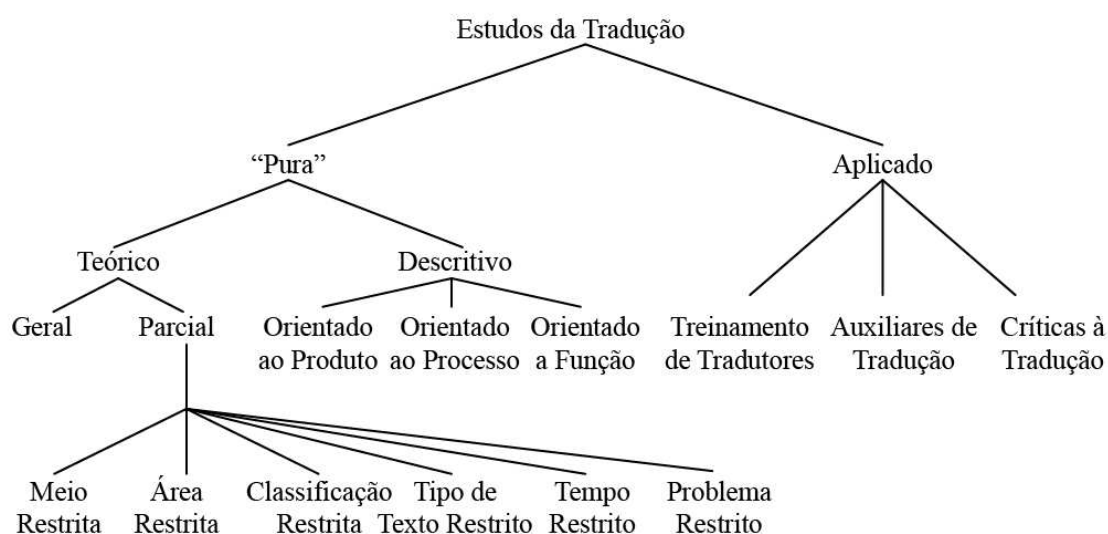 Estudos da Tradução
“Pura”
Aplicado
Teórico
Descritivo
Geral
Parcial
Orientado
ao Produto
Orientado
ao Processo
Orientado
a Função
Treinamento
de Tradutores
Auxiliares de
Tradução
Críticas à
Tradução
Meio
Restrita
Área
Restrita
Classificação
Restrita
Tipo de
Texto Restrito
Tempo
Restrito
Problema
Restrito